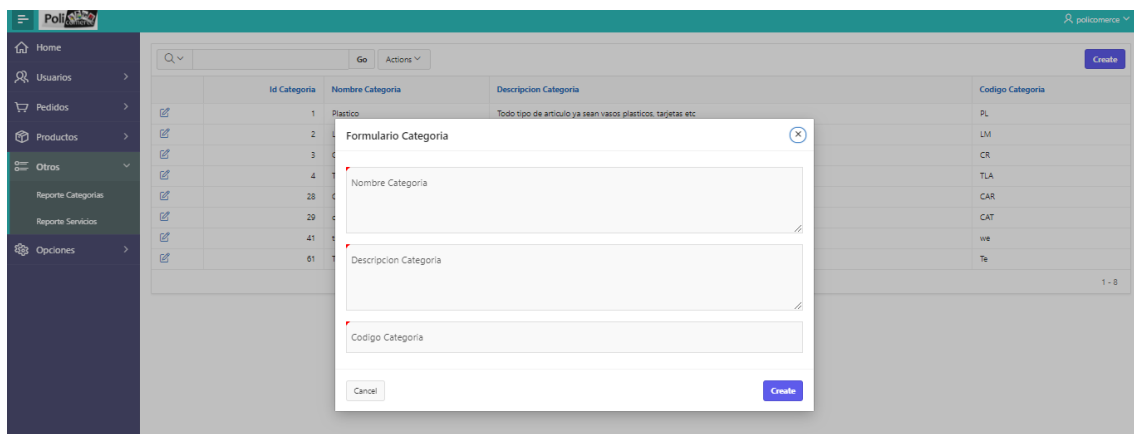 Poli
policomerce
Home
Usuarios
Pedidos
Productos
Otros
Reporte Categorias
Reporte Servicios
Opciones
Go Actions Create
Id Categoria Nombre Categoria Descripcion Categoria Codigo Categoria
1 Plastico Todo tipo de articulo ya sean vasos plasticos, tarjetas etc PL
2 LM
3 CR
4 TLA
28 CAR
29 CAT
41 we
61 Te
1 - 8
Formulario Categoria
Nombre Categoria
Descripcion Categoria
Codigo Categoria
Cancel Create